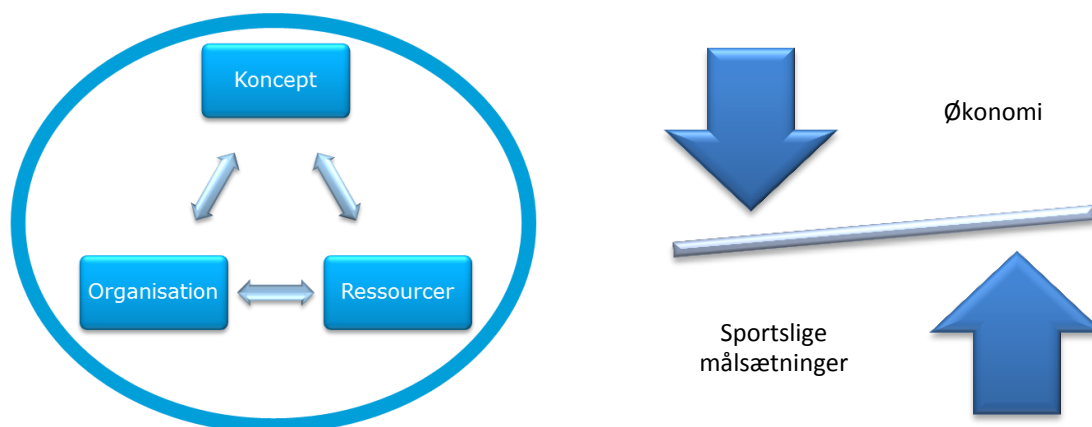 Koncept
Organisation
Ressourcer
Økonomi
Sportslige
målsætninger